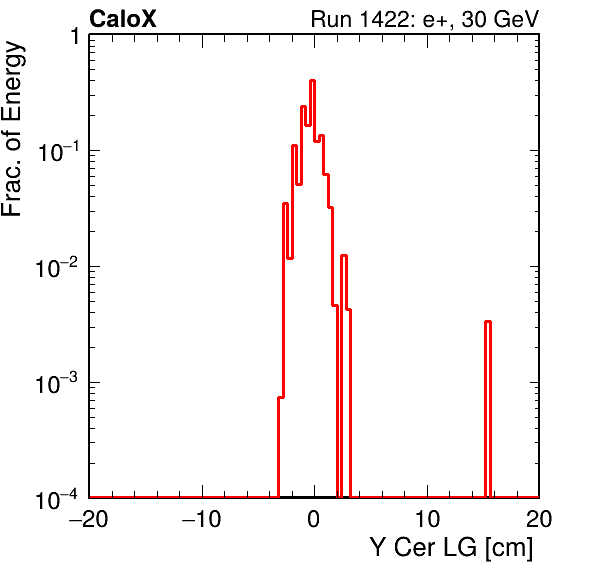 CaloX Run 1422: e+, 30 GeV
Frac. of Energy
1
10⁻¹
10⁻²
10⁻³
10⁻⁴
−20 −10 0 10 20
Y Cer LG [cm]